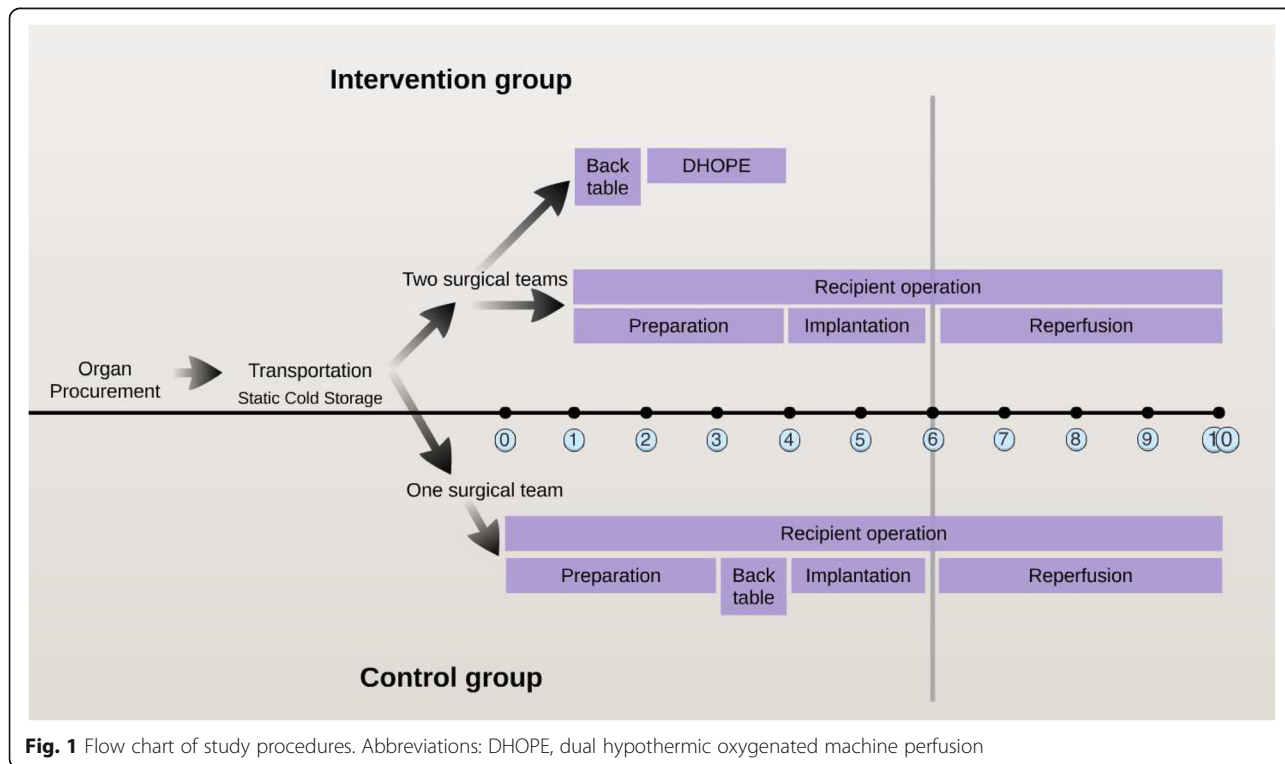 Intervention group
Back
table
DHOPE
Two surgical teams
Recipient operation
Preparation
Implantation
Reperfusion
Organ
Procurement
Transportation
Static Cold Storage
0
1
2
3
4
5
6
7
8
9
10
One surgical team
Recipient operation
Preparation
Back
table
Implantation
Reperfusion
Control group
Fig. 1 Flow chart of study procedures. Abbreviations: DHOPE, dual hypothermic oxygenated machine perfusion